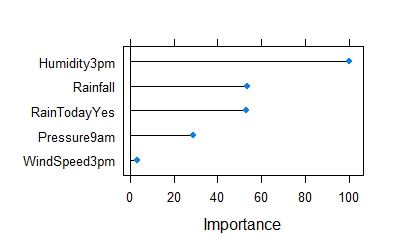 Humidity3pm
Rainfall
RainTodayYes
Pressure9am
WindSpeed3pm
0 20 40 60 80 100
Importance